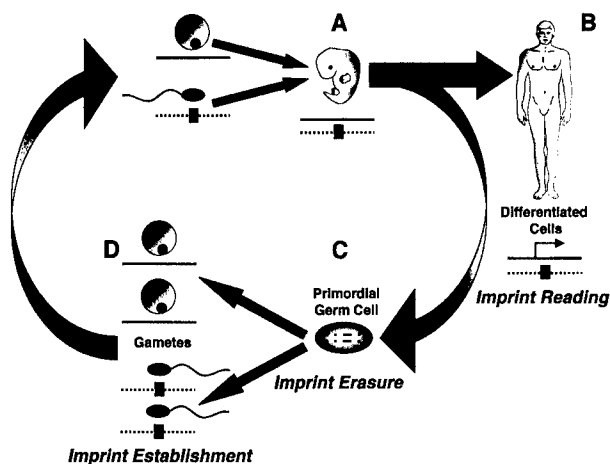 A
B
Differentiated
Cells
Imprint Reading
C
Primordial
Germ Cell
Imprint Erasure
D
Gametes
Imprint Establishment